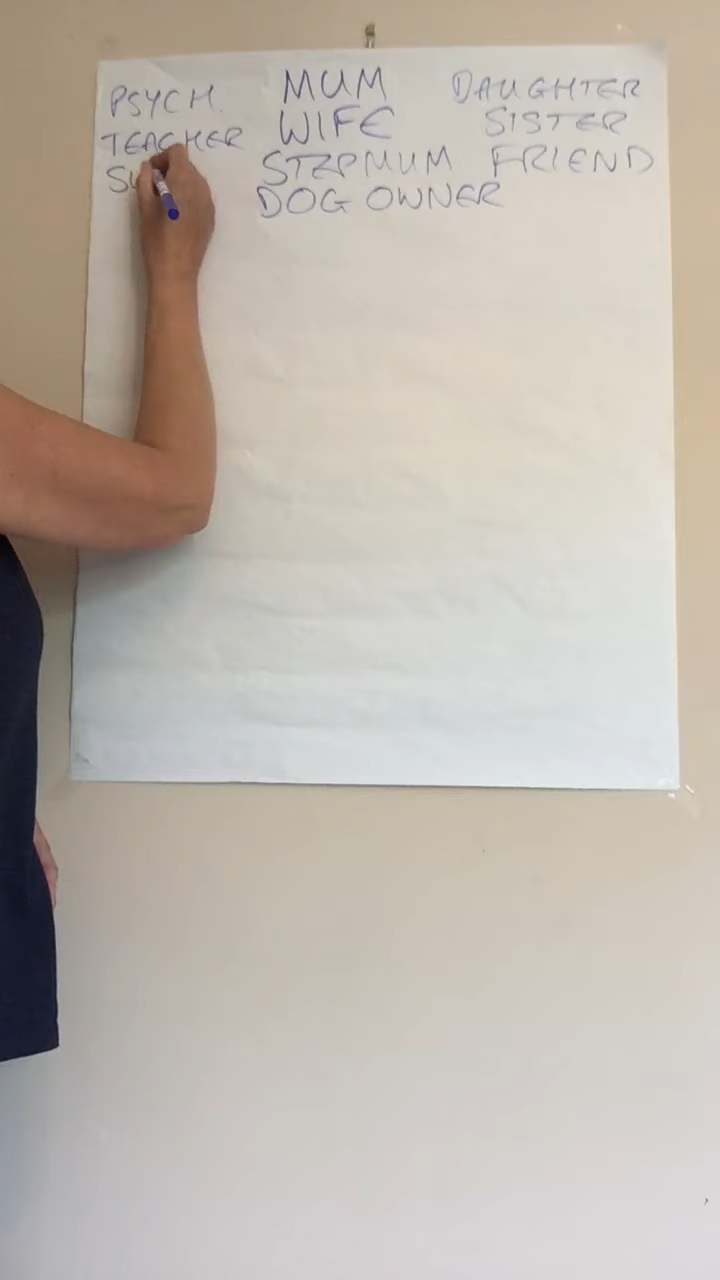 PSYCH.
TEACHER
MUM
WIFE
STEPMUM
DOG OWNER
DAUGHTER
SISTER
FRIEND